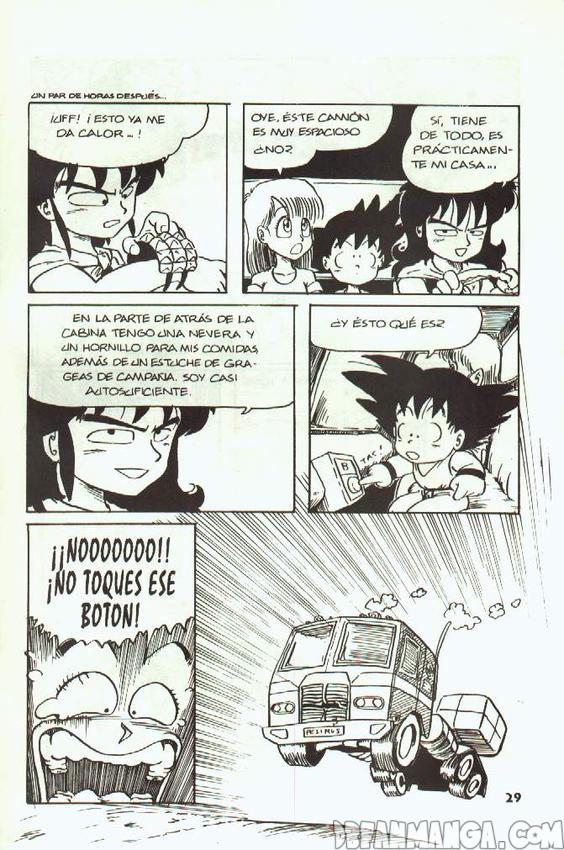 UN PAR DE HORAS DESPUÉS...
¡UFF! ¡ESTO YA ME
DA CALOR...!
OYE, ÉSTE CAMIÓN
ES MUY ESPACIOSO
¿NO?
SÍ, TIENE
DE TODO, ES
PRÁCTICAMEN-
TE MI CASA...
EN LA PARTE DE ATRÁS DE LA
CABINA TENGO UNA NEVERA Y
UN HORNILLO PARA MIS COMIDAS,
ADEMÁS DE UN ESTUCHE DE GRA-
GEAS DE CAMPAÑA. SOY CASI
AUTOSUFICIENTE.
¿Y ÉSTO QUÉ ES?
TAC!
B
¡¡NOOOOOOO!!
¡NO TOQUES ESE
BOTON!
PESIMUS
29
DBFANMANGA.COM